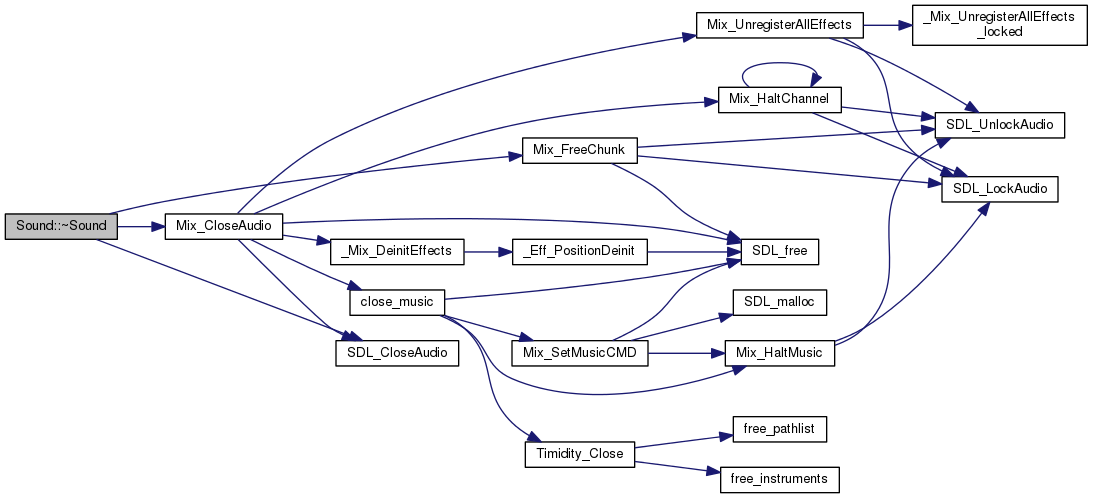 Mix_UnregisterAllEffects
_Mix_UnregisterAllEffects
_locked
Mix_HaltChannel
SDL_UnlockAudio
Mix_FreeChunk
SDL_LockAudio
Sound::~Sound
Mix_CloseAudio
_Mix_DeinitEffects
_Eff_PositionDeinit
SDL_free
close_music
SDL_malloc
SDL_CloseAudio
Mix_SetMusicCMD
Mix_HaltMusic
free_pathlist
Timidity_Close
free_instruments